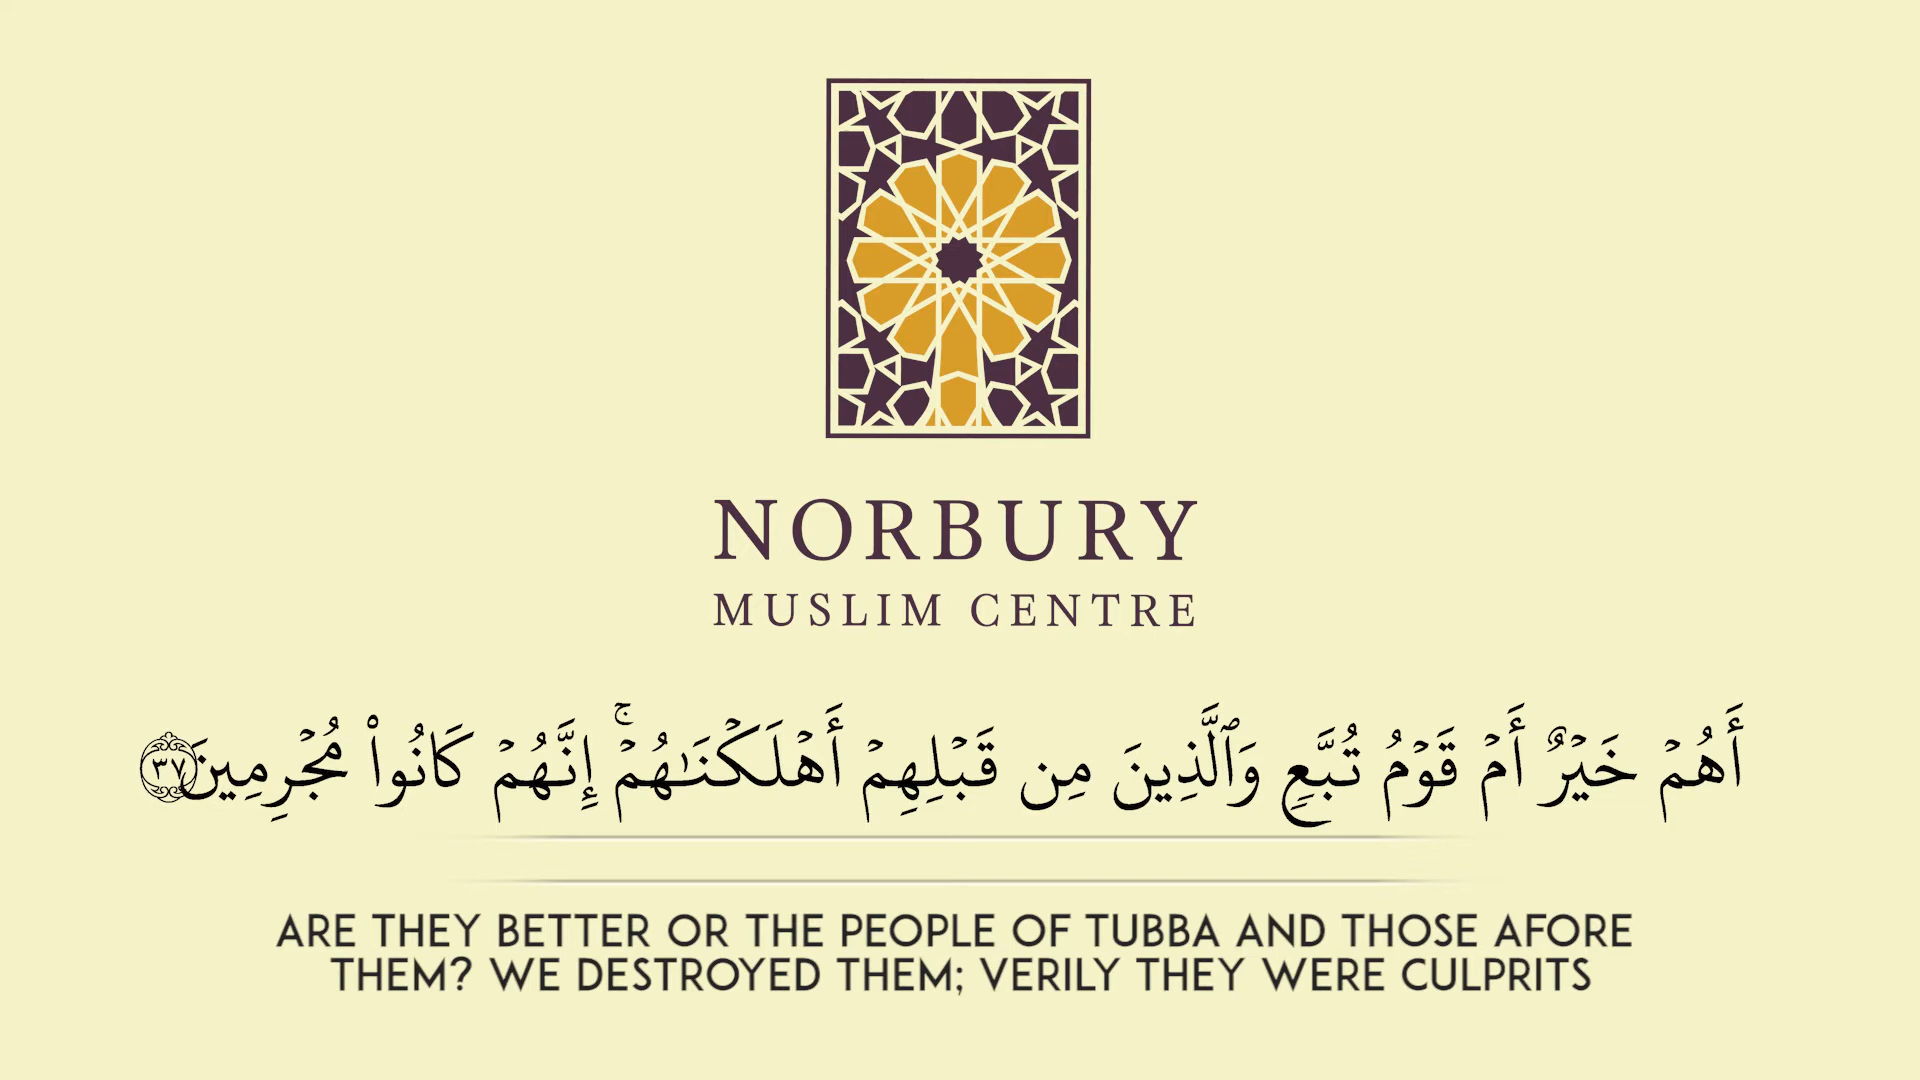 NORBURY
MUSLIM CENTRE
أَهُمْ خَيْرٌ أَمْ قَوْمُ تُبَّعٍ وَٱلَّذِينَ مِن قَبْلِهِمْ أَهْلَكْنَـٰهُمْ ۚ إِنَّهُمْ كَانُوا۟ مُجْرِمِينَ ٣٧
ARE THEY BETTER OR THE PEOPLE OF TUBBA AND THOSE AFORE
THEM? WE DESTROYED THEM; VERILY THEY WERE CULPRITS